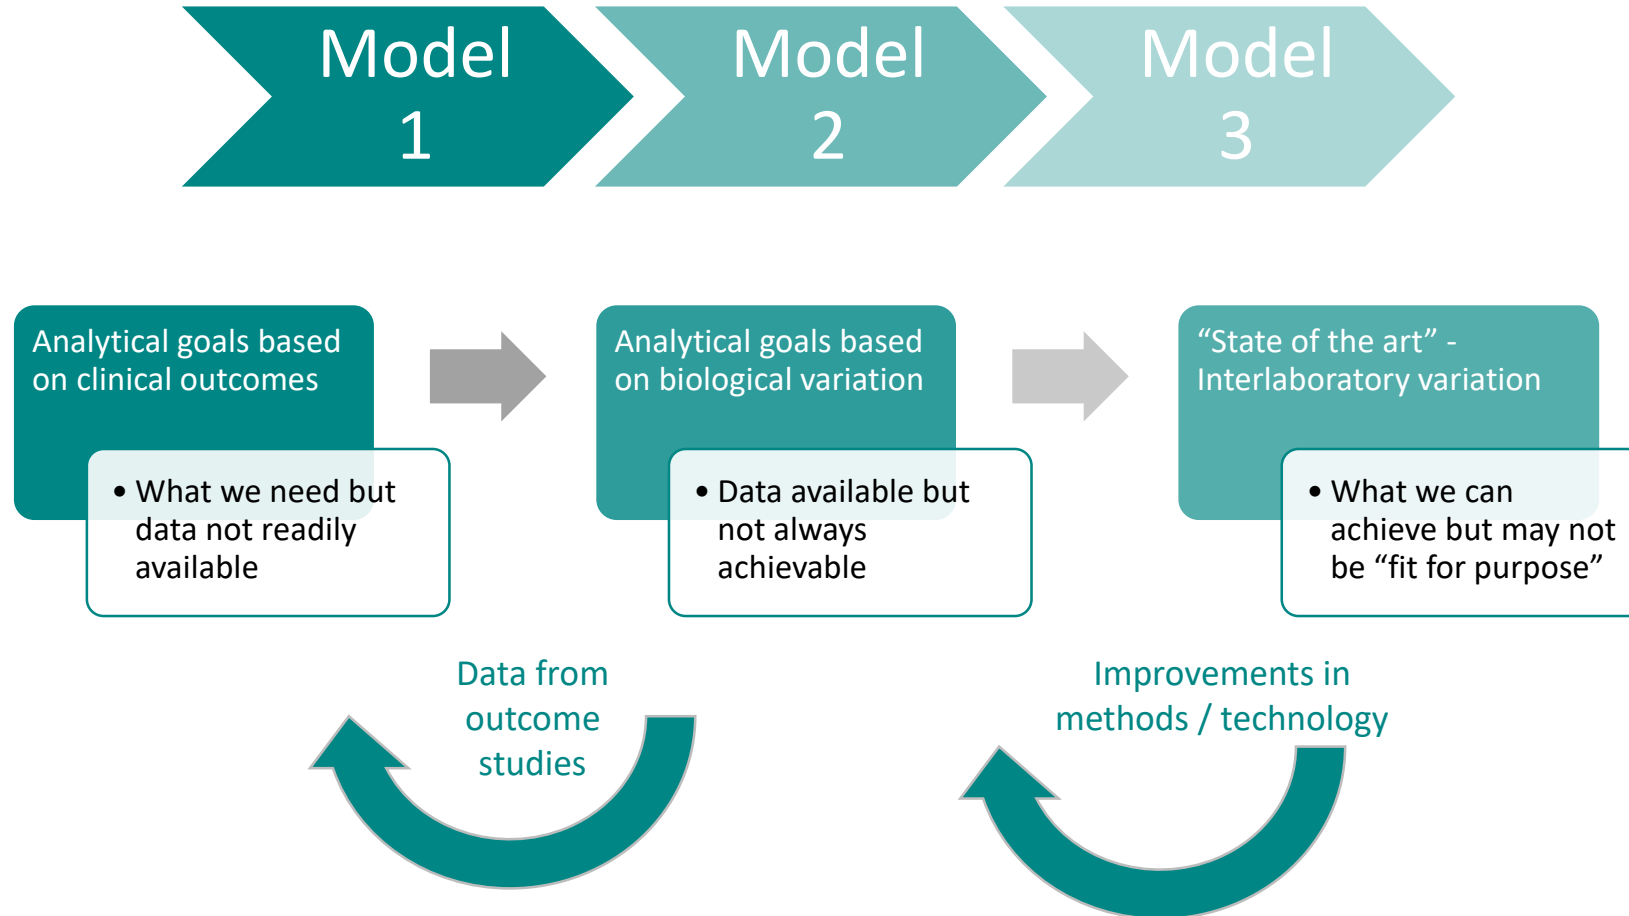 Model
1
Model
2
Model
3
Analytical goals based
on clinical outcomes
• What we need but
data not readily
available
Analytical goals based
on biological variation
• Data available but
not always
achievable
“State of the art” -
Interlaboratory variation
• What we can
achieve but may not
be “fit for purpose”
Data from
outcome
studies
Improvements in
methods / technology